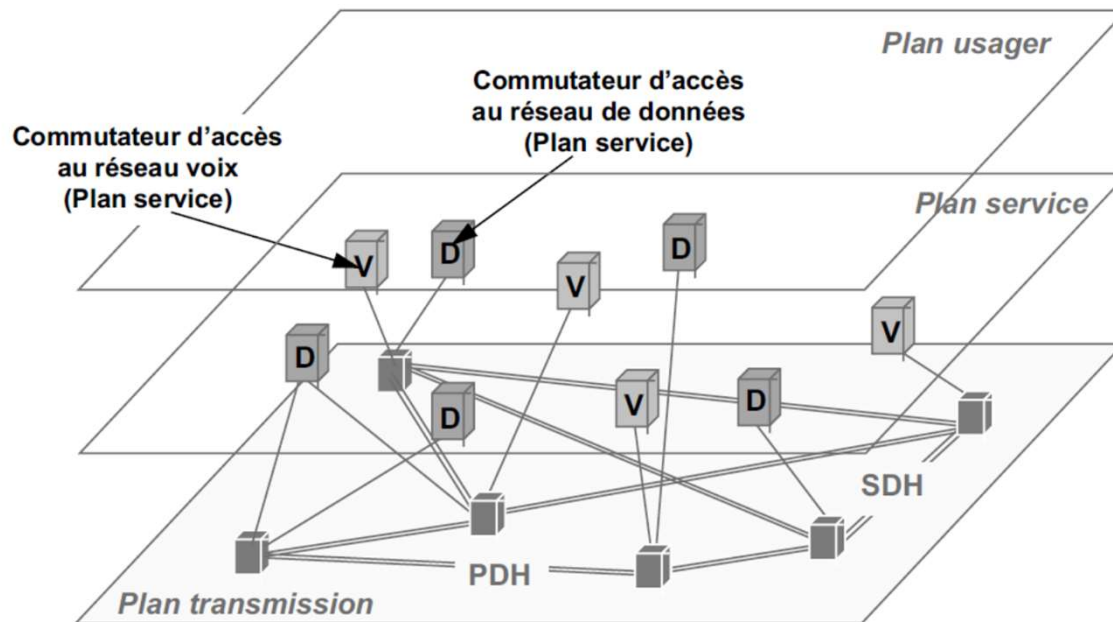 Plan usager
Commutateur d'accès
au réseau de données
(Plan service)
Commutateur d'accès
au réseau voix
(Plan service)
Plan service
V
D
V
D
V
D
D
V
D
SDH
PDH
Plan transmission